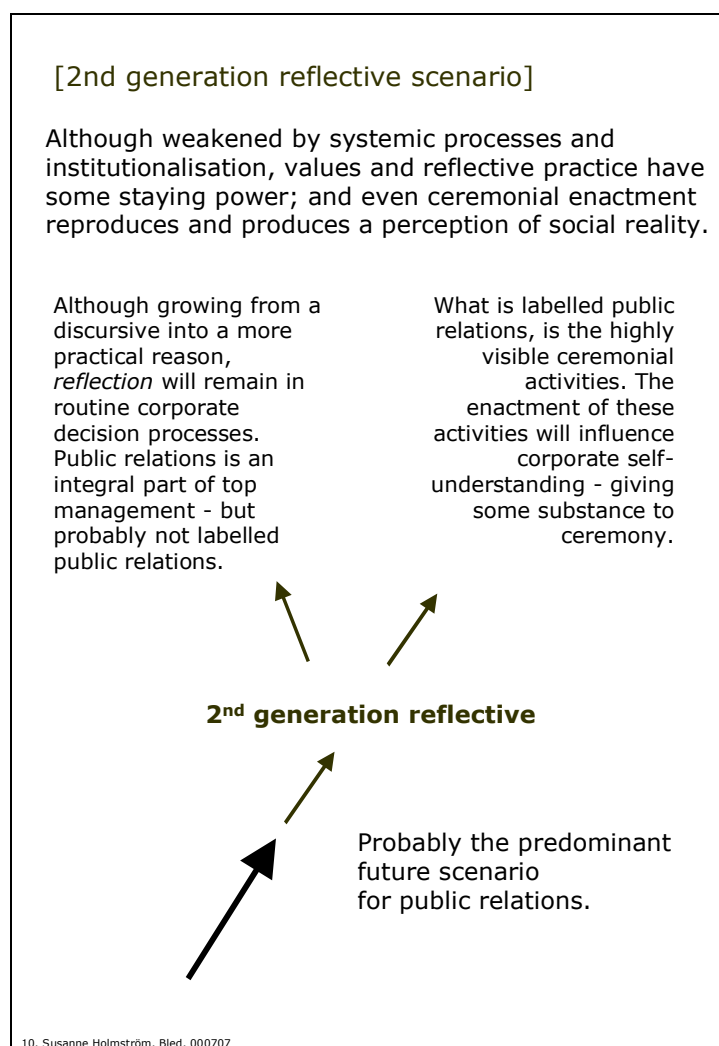 [2nd generation reflective scenario]
Although weakened by systemic processes and
institutionalisation, values and reflective practice have
some staying power; and even ceremonial enactment
reproduces and produces a perception of social reality.
Although growing from a
discursive into a more
practical reason,
reflection will remain in
routine corporate
decision processes.
Public relations is an
integral part of top
management - but
probably not labelled
public relations.
What is labelled public
relations, is the highly
visible ceremonial
activities. The
enactment of these
activities will influence
corporate self-
understanding - giving
some substance to
ceremony.
2nd generation reflective
Probably the predominant
future scenario
for public relations.
10, Susanne Holmström, Bled, 000707